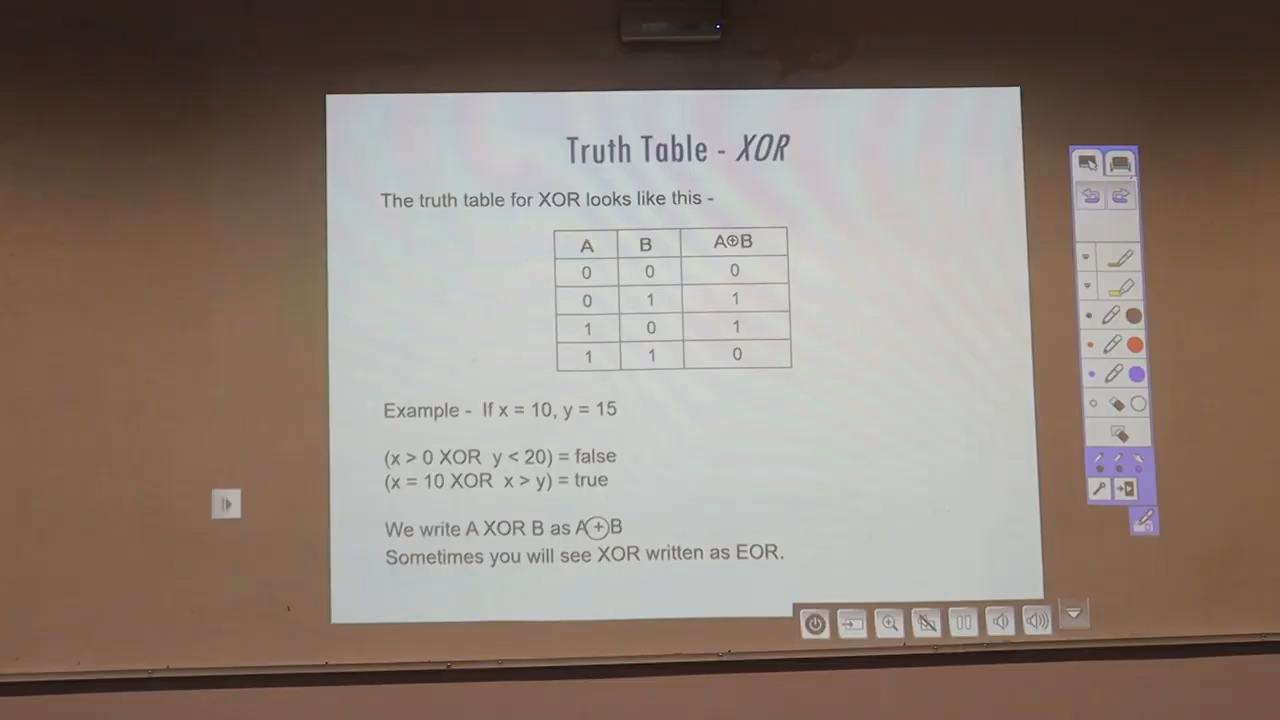 Truth Table - XOR
The truth table for XOR looks like this -
A B A⊕B
0 0 0
0 1 1
1 0 1
1 1 0
Example - If x = 10, y = 15
(x > 0 XOR y < 20) = false
(x = 10 XOR x > y) = true
We write A XOR B as A⊕B
Sometimes you will see XOR written as EOR.